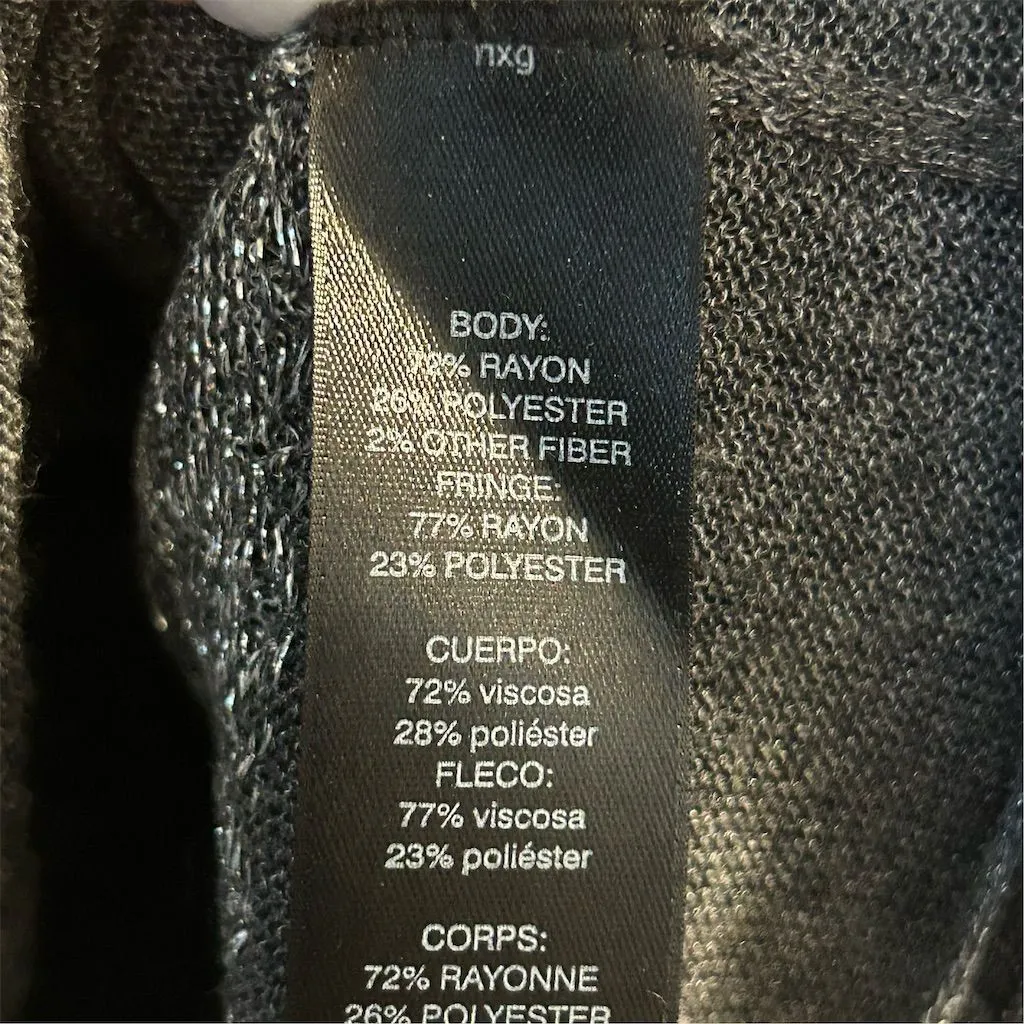 nxg
BODY:
72% RAYON
26% POLYESTER
2% OTHER FIBER
FRINGE:
77% RAYON
23% POLYESTER
CUERPO:
72% viscosa
28% poliéster
FLECO:
77% viscosa
23% poliéster
CORPS:
72% RAYONNE
26% POLYESTER